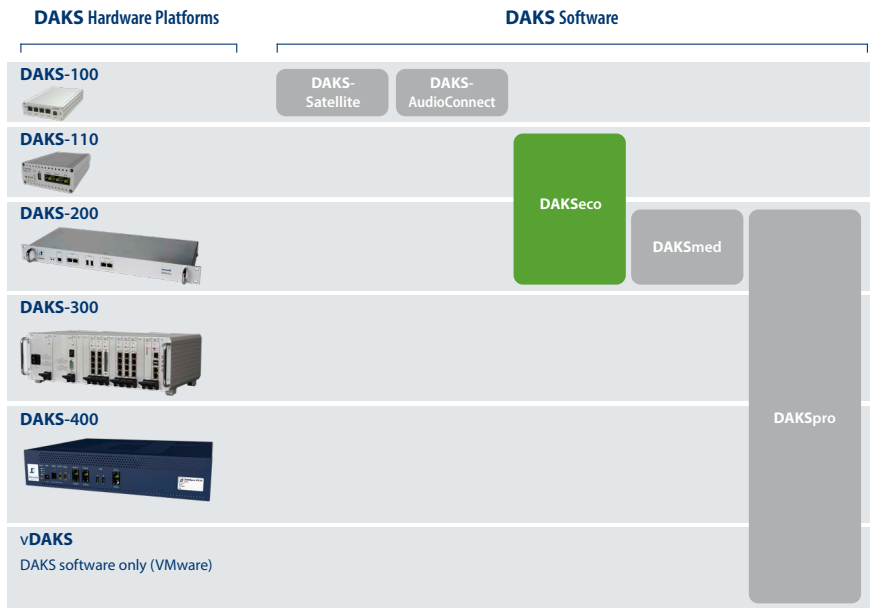 DAKS Hardware Platforms
DAKS Software
DAKS-100
DAKS-
Satellite
DAKS-
AudioConnect
DAKS-110
DAKSeco
DAKS-200
DAKSmed
DAKS-300
DAKS-400
DAKSpro
vDAKS
DAKS software only (VMware)